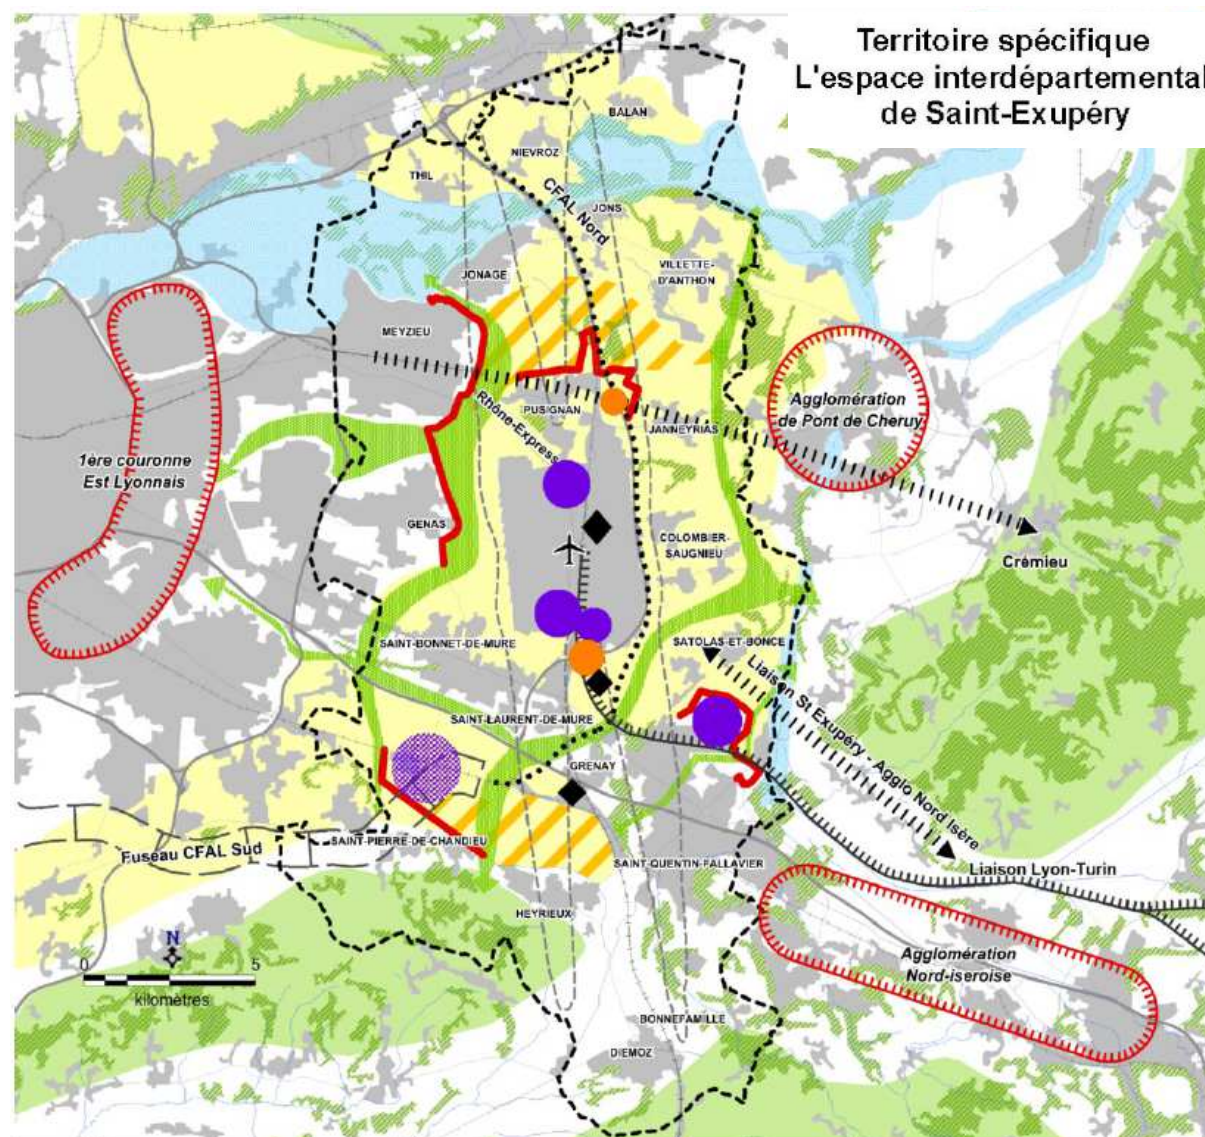 Territoire spécifique
L'espace interdépartemental
de Saint-Exupéry
BALAN
NIEVROZ
THIL
CFAL Nord
JONS
VILLETTE-
D'ANTHON
JONAGE
MEYZIEU
Rhône-Express
PUSIGNAN
JANNEYRIAS
Agglomération
de Pont de Cheruy
1ère couronne
Est Lyonnais
GENAS
COLOMBIER-
SAUGNIEU
Crémieu
SAINT-BONNET-DE-MURE
SATOLAS-ET-BONCE
Liaison St Exupéry - Agglo Nord Isère
SAINT-LAURENT-DE-MURE
GRENAY
SAINT-PIERRE-DE-CHANDIEU
Fuseau CFAL Sud
SAINT-QUENTIN-FALLAVIER
Liaison Lyon-Turin
HEYRIEUX
N
0 5
kilomètres
Agglomération
Nord-iseroise
BONNEFAMILLE
DIEMOZ